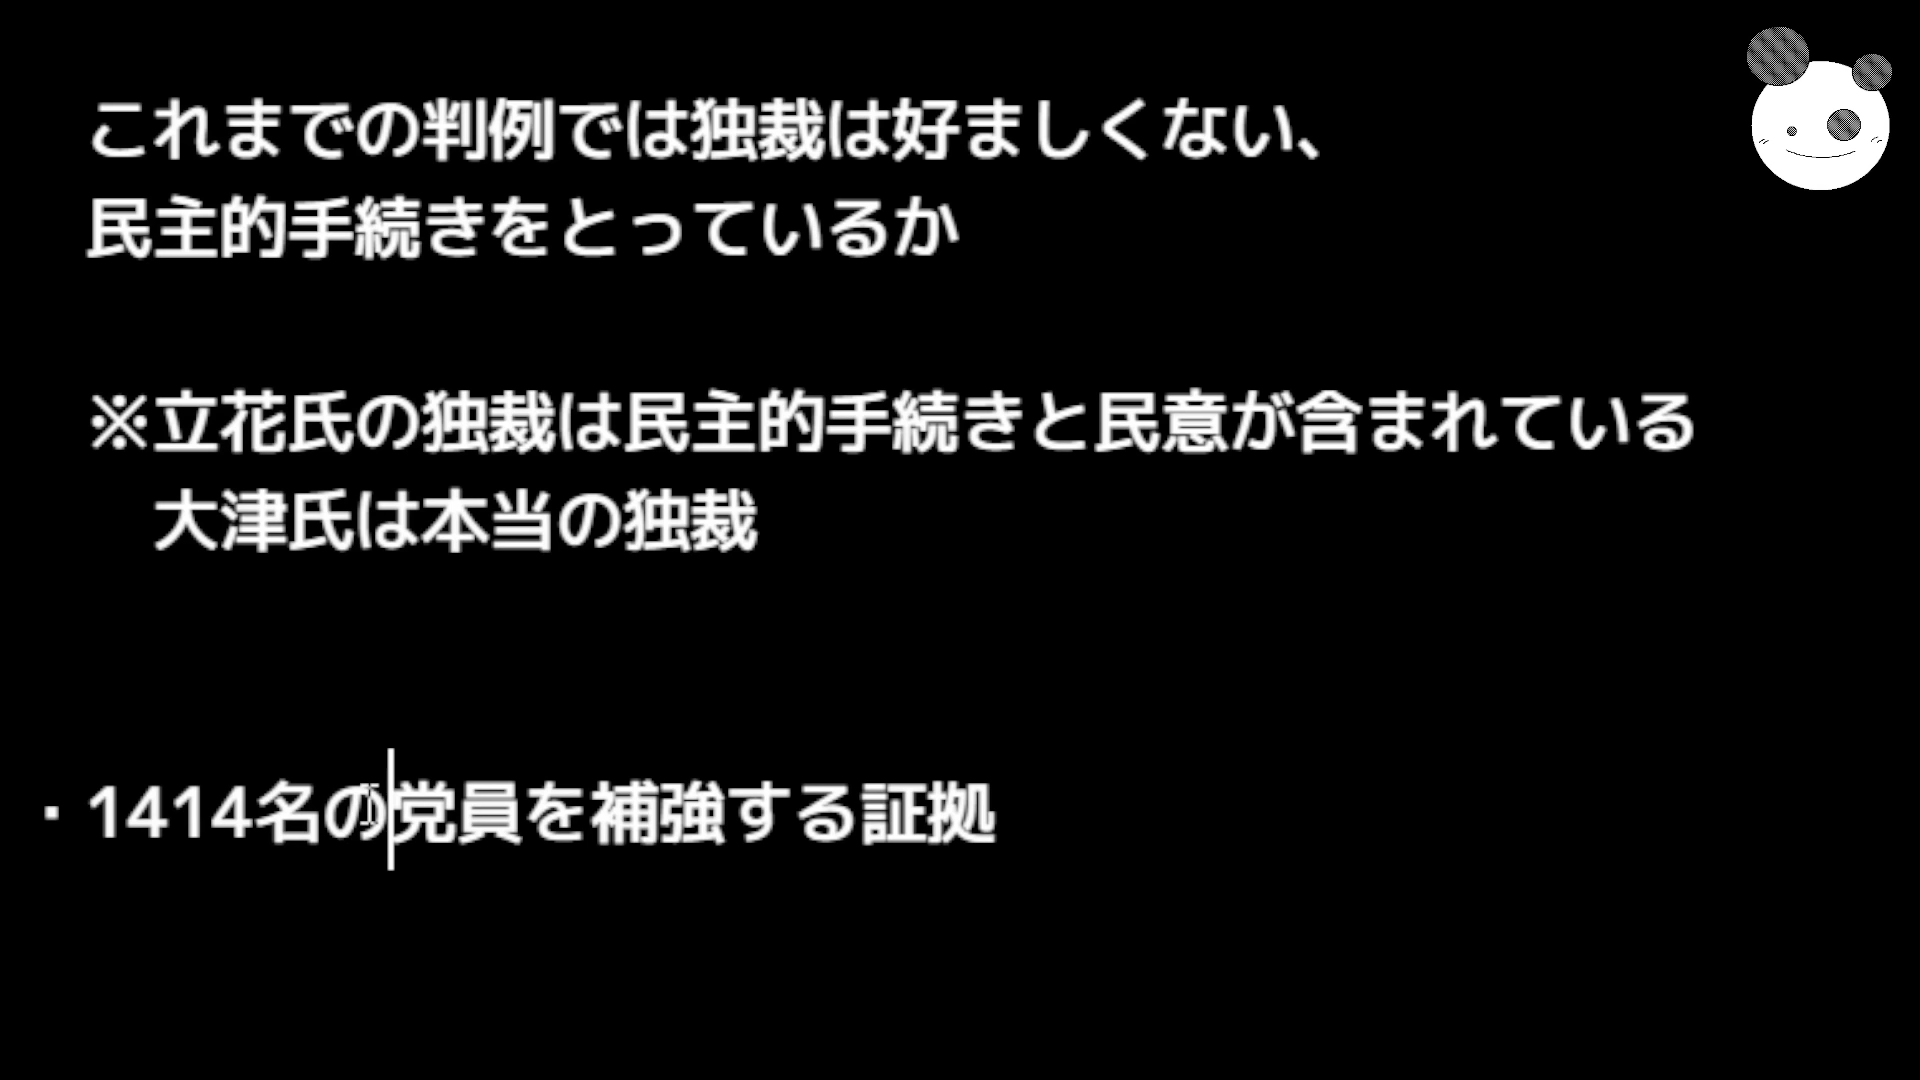 これまでの判例では独裁は好ましくない、
民主的手続きをとっているか
※立花氏の独裁は民主的手続きと民意が含まれている
大津氏は本当の独裁
・1414名の党員を補強する証拠